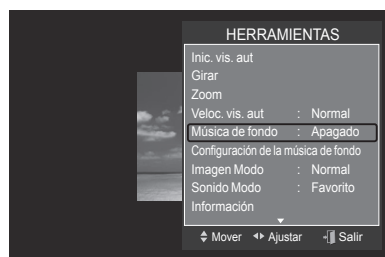 HERRAMIENTAS
Inic. vis. aut
Girar
Zoom
Veloc. vis. aut : Normal
Música de fondo : Apagado
Configuración de la música de fondo
Imagen Modo : Normal
Sonido Modo : Favorito
Información
Mover Ajustar Salir